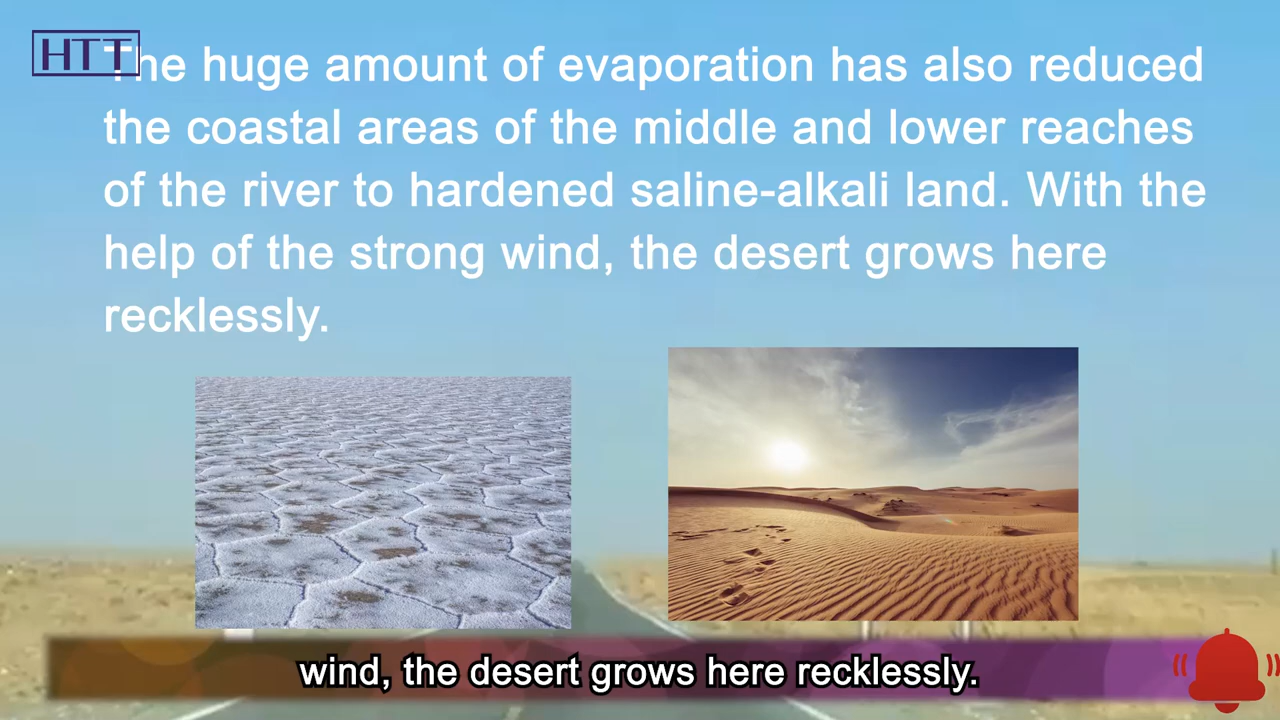 HTT
The huge amount of evaporation has also reduced
the coastal areas of the middle and lower reaches
of the river to hardened saline-alkali land. With the
help of the strong wind, the desert grows here
recklessly.
wind, the desert grows here recklessly.